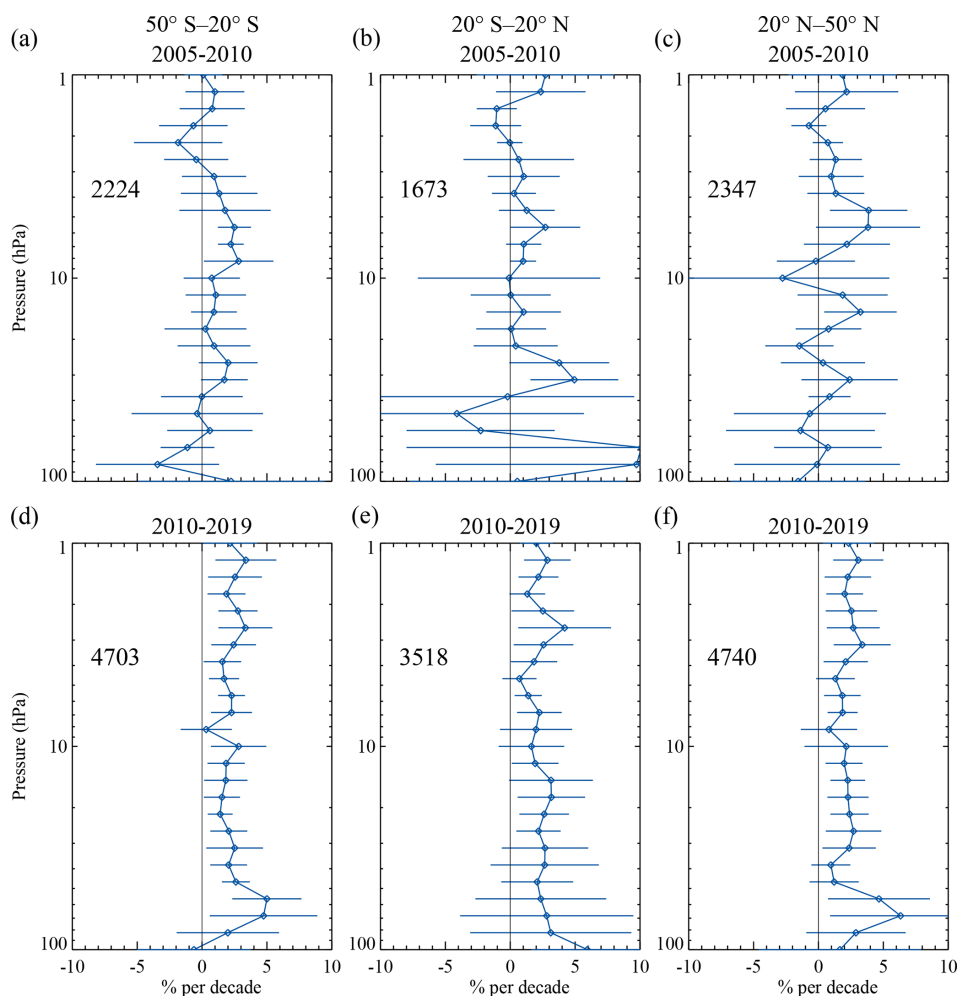 (a) 50° S–20° S (b) 20° S–20° N (c) 20° N–50° N
2005-2010 2005-2010 2005-2010
1 1 1
2224 1673 2347
Pressure (hPa)
10 10 10
100 100 100
(d) 2010-2019 (e) 2010-2019 (f) 2010-2019
1 1 1
4703 3518 4740
Pressure (hPa)
10 10 10
100 100 100
-10 -5 0 5 10 -5 0 5 10 -5 0 5 10
% per decade % per decade % per decade